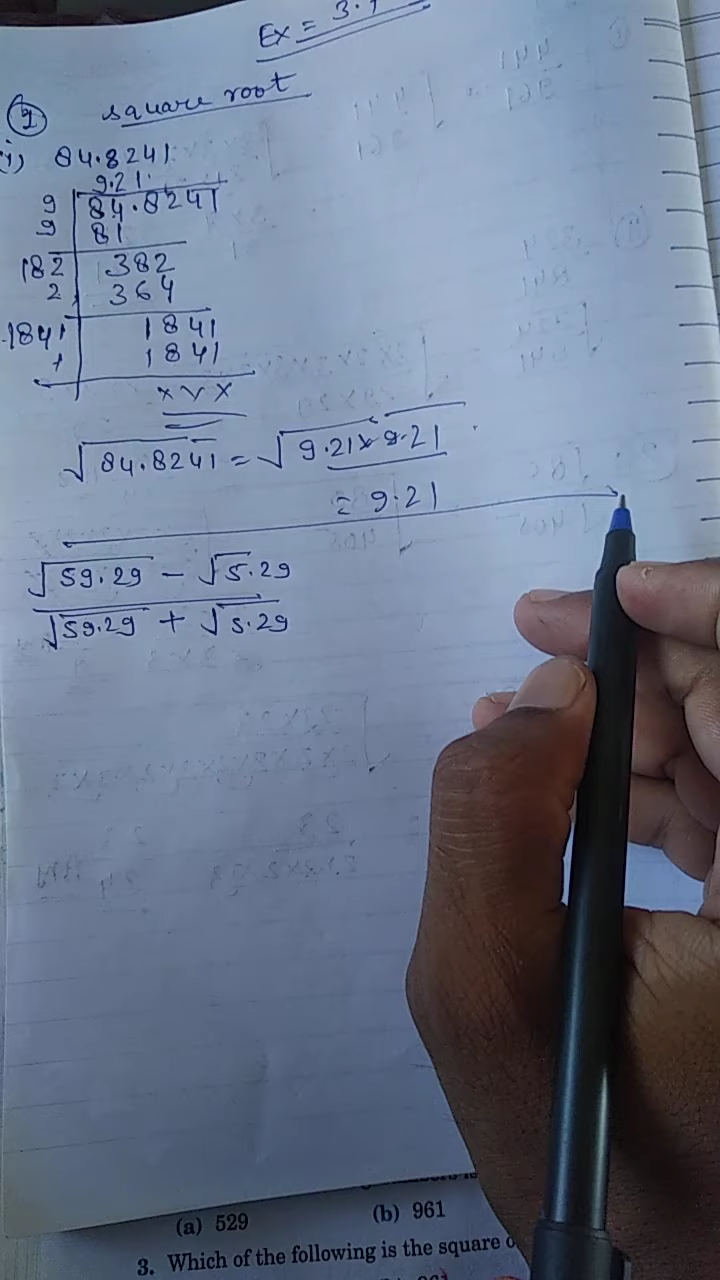 Ex = 3.1
9 square root
(i) 84.8241
9.21
9 84.8241
9 81
182 382
2 364
1841 1841
1 1841
x v x
√84.8241 = √9.21x9.21
= 9.21
√59.29 - √5.29
√59.29 + √5.29
(a) 529 (b) 961
3. Which of the following is the square o